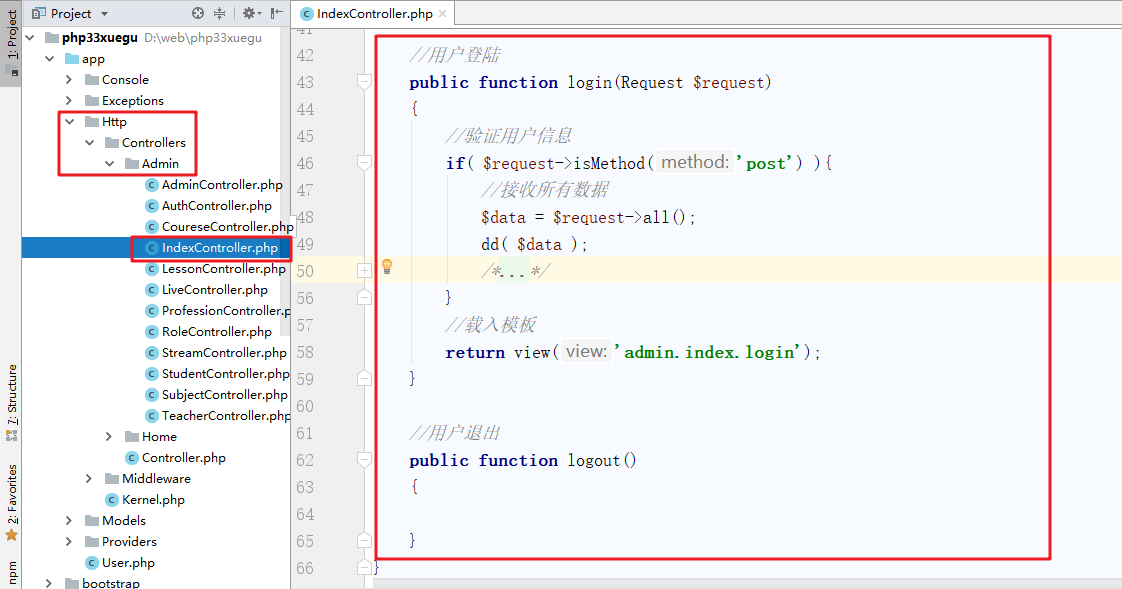 1: Project
7: Structure
2: Favorites
npm
Project
php33xuegu D:\web\php33xuegu
app
Console
Exceptions
Http
Controllers
Admin
AdminController.php
AuthController.php
CoureseController.php
IndexController.php
LessonController.php
LiveController.php
ProfessionController.p
RoleController.php
StreamController.php
StudentController.php
SubjectController.php
TeacherController.php
Home
Controller.php
Middleware
Kernel.php
Models
Providers
User.php
bootstrap
IndexController.php
41
42 //用户登陆
43 public function login(Request $request)
44 {
45 //验证用户信息
46 if( $request->isMethod( method: 'post') ){
47 //接收所有数据
48 $data = $request->all();
49 dd( $data );
50 /*...*/
56 }
57 //载入模板
58 return view( view: 'admin.index.login');
59 }
60
61 //用户退出
62 public function logout()
63 {
64
65 }
66 }